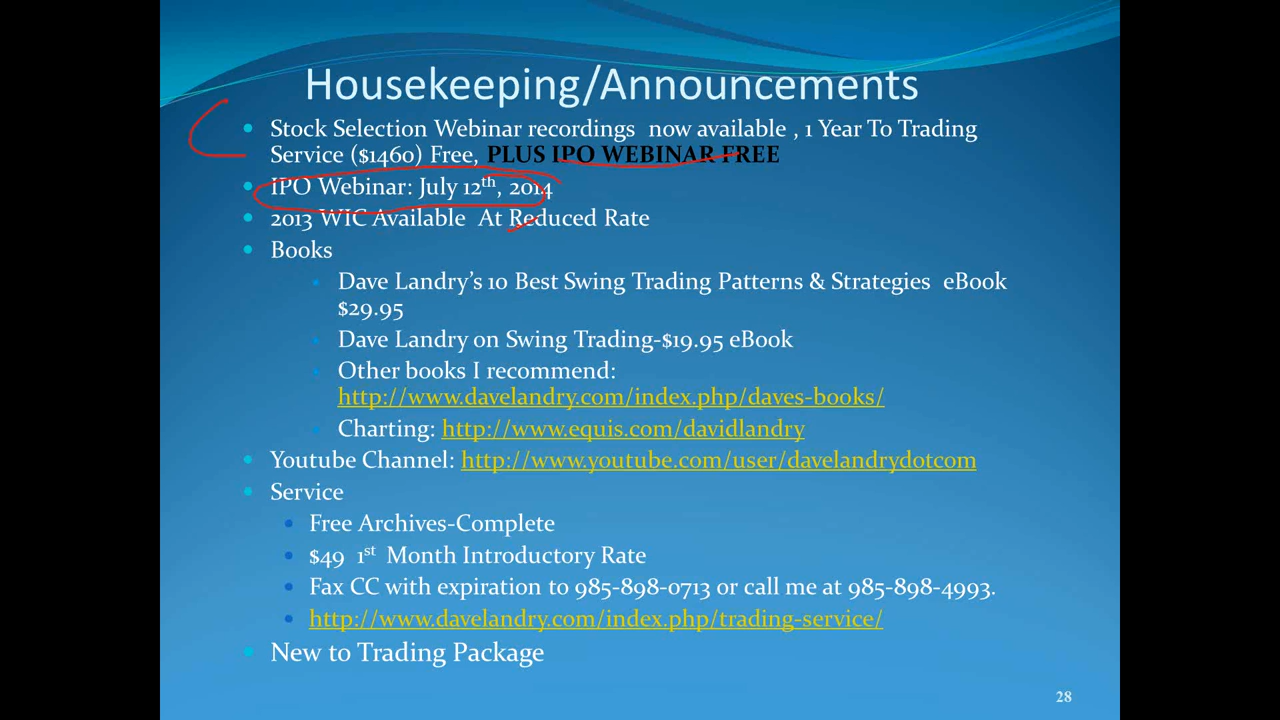 Housekeeping/Announcements
Stock Selection Webinar recordings now available , 1 Year To Trading
Service ($1460) Free, PLUS IPO WEBINAR FREE
IPO Webinar: July 12th, 2014
2013 WIC Available At Reduced Rate
Books
Dave Landry's 10 Best Swing Trading Patterns & Strategies eBook
$29.95
Dave Landry on Swing Trading-$19.95 eBook
Other books I recommend:
http://www.davelandry.com/index.php/daves-books/
Charting: http://www.equis.com/davidlandry
Youtube Channel: http://www.youtube.com/user/davelandrydotcom
Service
Free Archives-Complete
$49 1st Month Introductory Rate
Fax CC with expiration to 985-898-0713 or call me at 985-898-4993.
http://www.davelandry.com/index.php/trading-service/
New to Trading Package
28